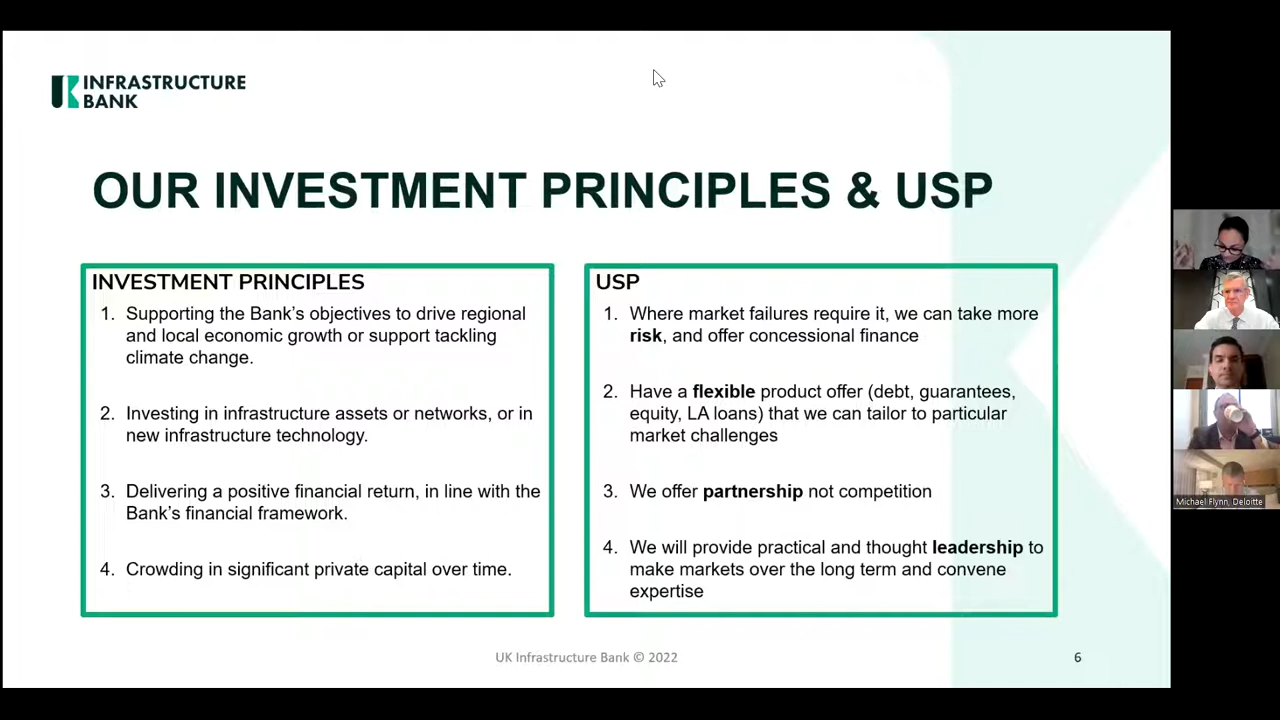 INFRASTRUCTURE
BANK
OUR INVESTMENT PRINCIPLES & USP
INVESTMENT PRINCIPLES
1. Supporting the Bank's objectives to drive regional
and local economic growth or support tackling
climate change.
2. Investing in infrastructure assets or networks, or in
new infrastructure technology.
3. Delivering a positive financial return, in line with the
Bank's financial framework.
4. Crowding in significant private capital over time.
USP
1. Where market failures require it, we can take more
risk, and offer concessional finance
2. Have a flexible product offer (debt, guarantees,
equity, LA loans) that we can tailor to particular
market challenges
3. We offer partnership not competition
4. We will provide practical and thought leadership to
make markets over the long term and convene
expertise
UK Infrastructure Bank © 2022
6
Michael Flynn, Deloitte